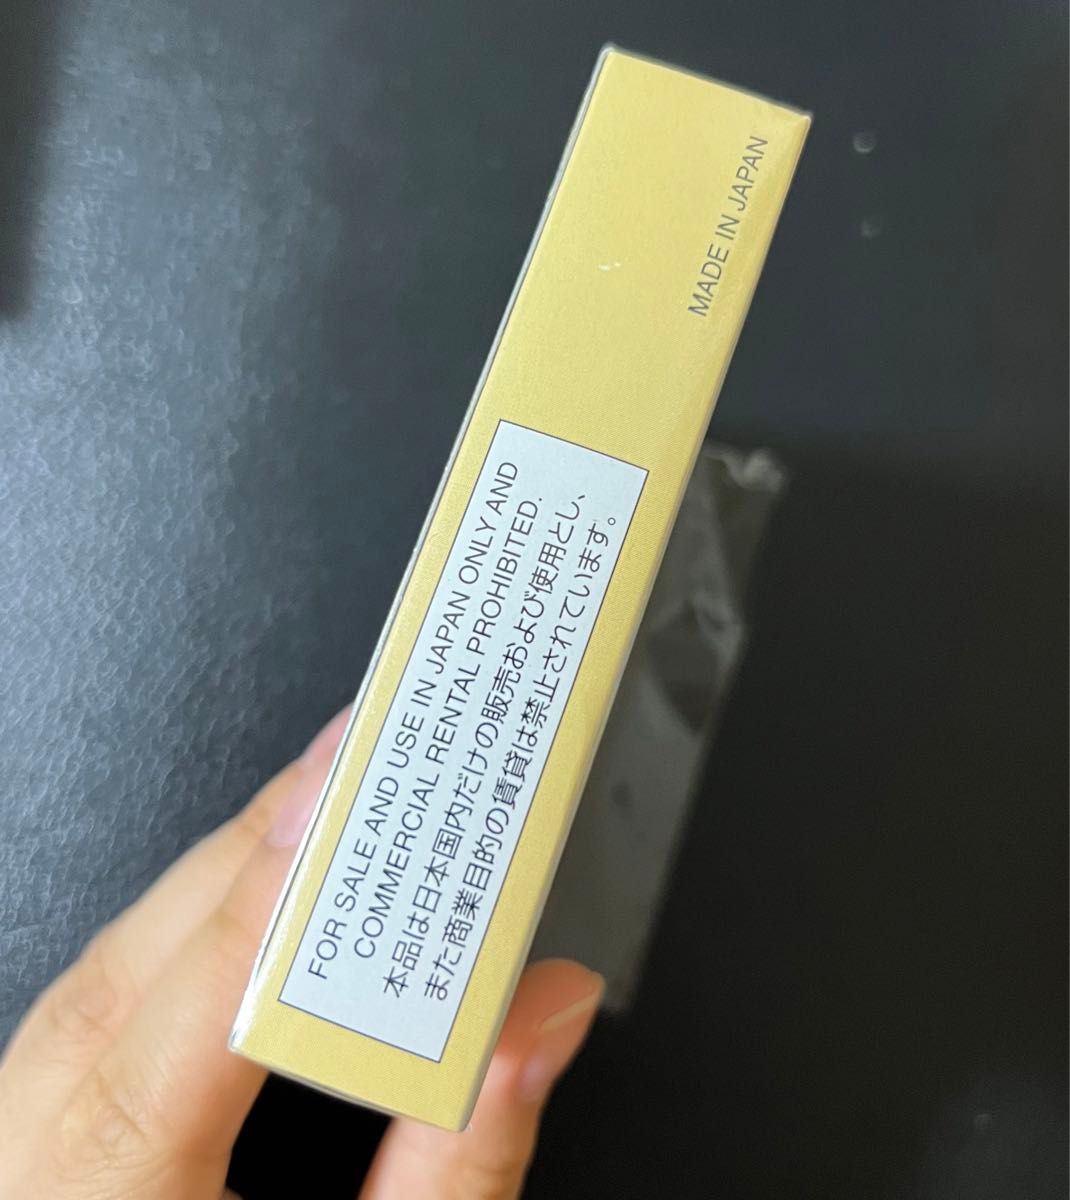 MADE IN JAPAN
FOR SALE AND USE IN JAPAN ONLY AND
COMMERCIAL RENTAL PROHIBITED.
本品は日本国内だけの販売および使用とし、
また商業目的の賃貸は禁止されています。